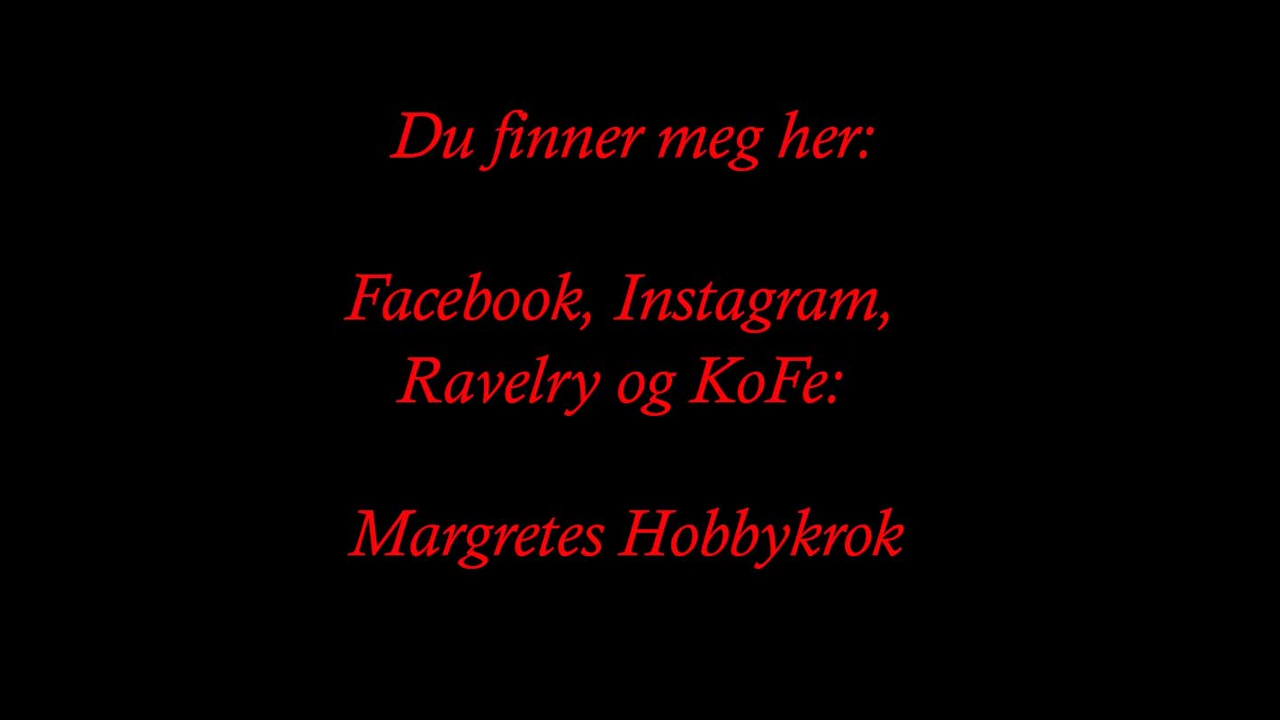 Du finner meg her:
Facebook, Instagram,
Ravelry og KoFe:
Margretes Hobbykrok